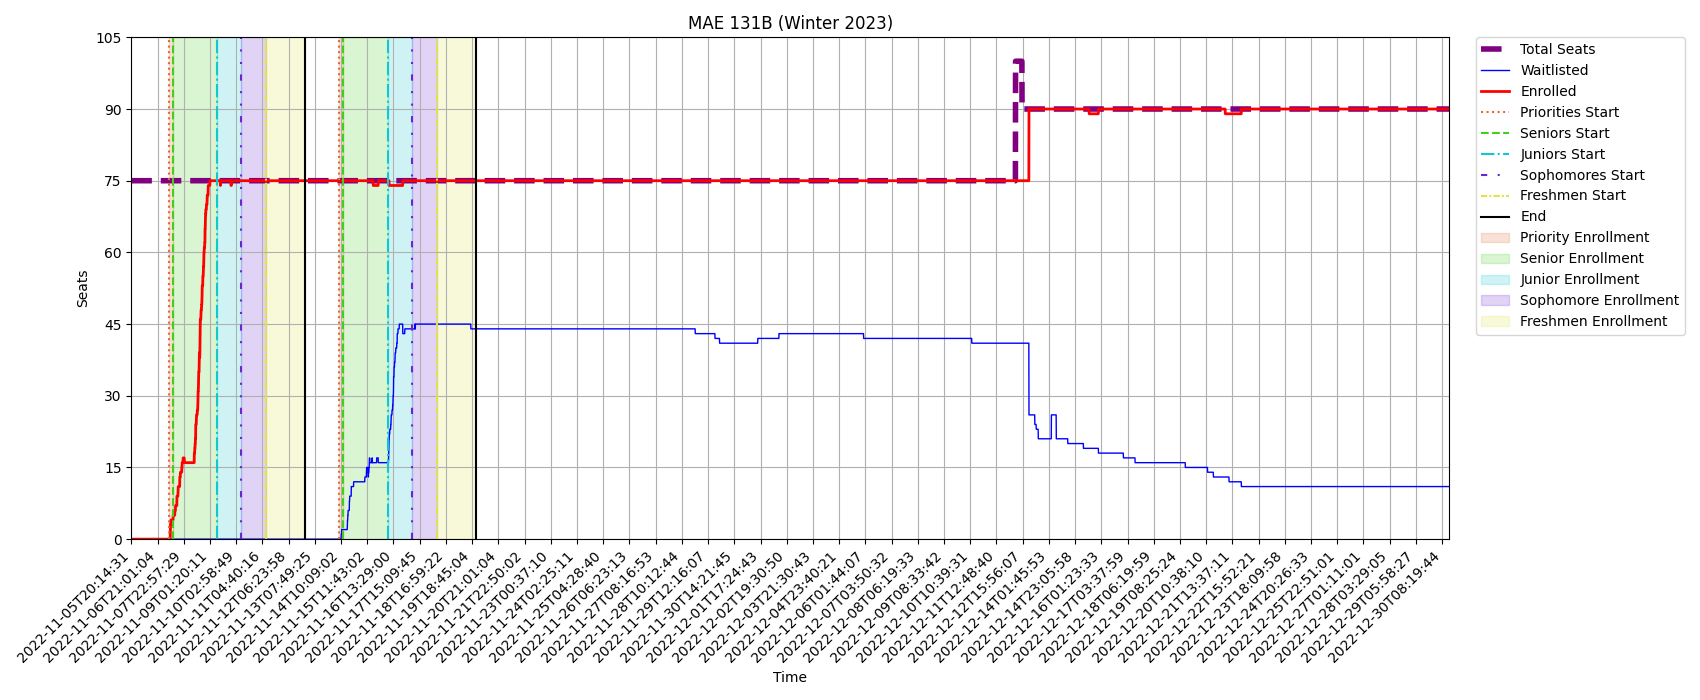 MAE 131B (Winter 2023)
105
90
75
60
45
30
15
0
Seats
2022-11-05T20:14:31
2022-11-06T21:01:04
2022-11-07T22:57:29
2022-11-09T01:20:11
2022-11-10T02:58:49
2022-11-11T04:40:16
2022-11-12T06:23:58
2022-11-13T07:49:25
2022-11-14T10:09:02
2022-11-15T11:43:02
2022-11-16T13:29:00
2022-11-17T15:09:45
2022-11-18T16:59:22
2022-11-19T18:45:04
2022-11-20T21:01:04
2022-11-21T22:50:02
2022-11-23T00:37:10
2022-11-24T02:25:11
2022-11-25T04:28:40
2022-11-26T06:23:13
2022-11-27T08:16:53
2022-11-28T10:12:44
2022-11-29T12:16:07
2022-11-30T14:21:45
2022-12-01T17:24:43
2022-12-02T19:30:50
2022-12-03T21:30:43
2022-12-04T23:40:21
2022-12-06T01:44:07
2022-12-07T03:50:32
2022-12-08T06:19:33
2022-12-09T08:33:42
2022-12-10T10:39:31
2022-12-11T12:48:40
2022-12-12T15:56:07
2022-12-14T01:45:53
2022-12-14T23:05:58
2022-12-16T01:23:33
2022-12-17T03:37:59
2022-12-18T06:19:59
2022-12-19T08:25:24
2022-12-20T10:38:10
2022-12-21T13:37:11
2022-12-22T15:52:21
2022-12-23T18:09:58
2022-12-24T20:26:33
2022-12-25T22:51:01
2022-12-27T01:11:01
2022-12-28T03:29:05
2022-12-29T05:58:27
2022-12-30T08:19:44
Time
Total Seats
Waitlisted
Enrolled
Priorities Start
Seniors Start
Juniors Start
Sophomores Start
Freshmen Start
End
Priority Enrollment
Senior Enrollment
Junior Enrollment
Sophomore Enrollment
Freshmen Enrollment